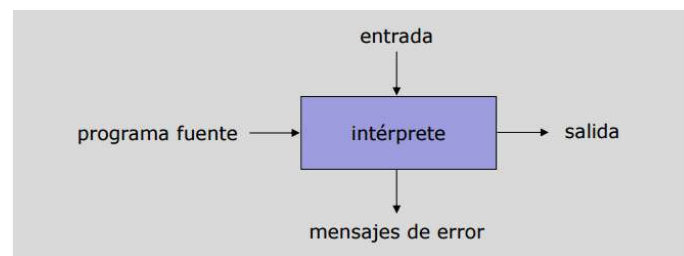 entrada
programa fuente
intérprete
salida
mensajes de error